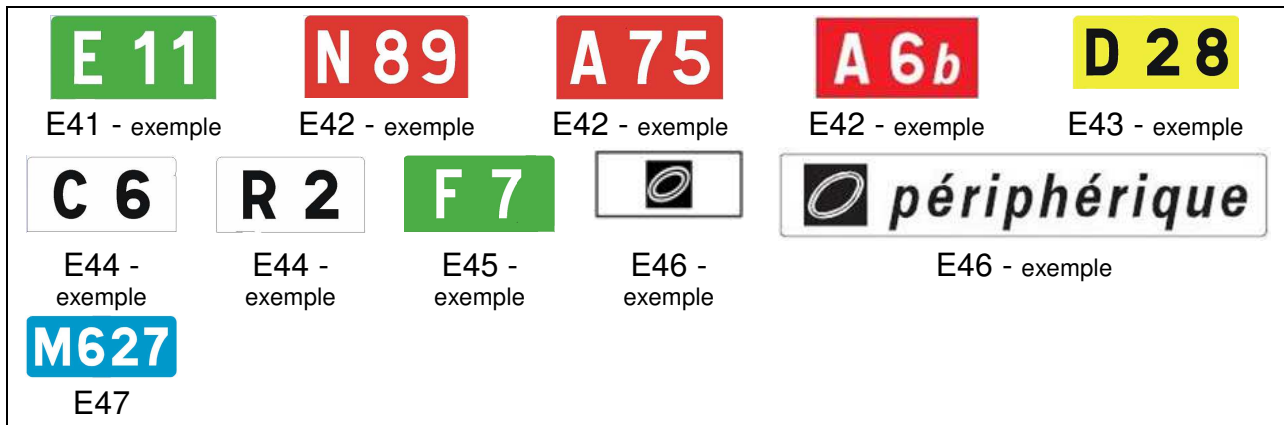 E 11 N 89 A 75 A 6b D 28
E41 - exemple E42 - exemple E42 - exemple E42 - exemple E43 - exemple
C 6 R 2 F 7 périphérique
E44 - E44 - E45 - E46 - E46 - exemple
exemple exemple exemple exemple
M627
E47